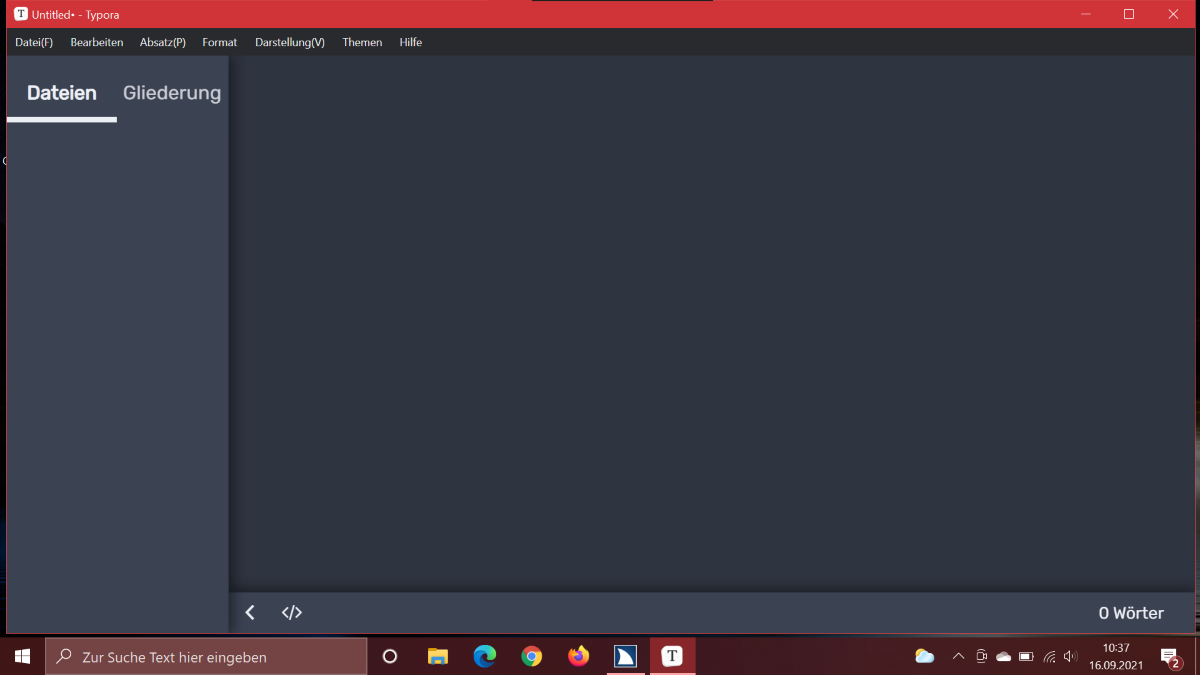 T Untitled• - Typora
Datei(F) Bearbeiten Absatz(P) Format Darstellung(V) Themen Hilfe
Dateien Gliederung
</> 0 Wörter
Zur Suche Text hier eingeben
T
10:37
16.09.2021
2